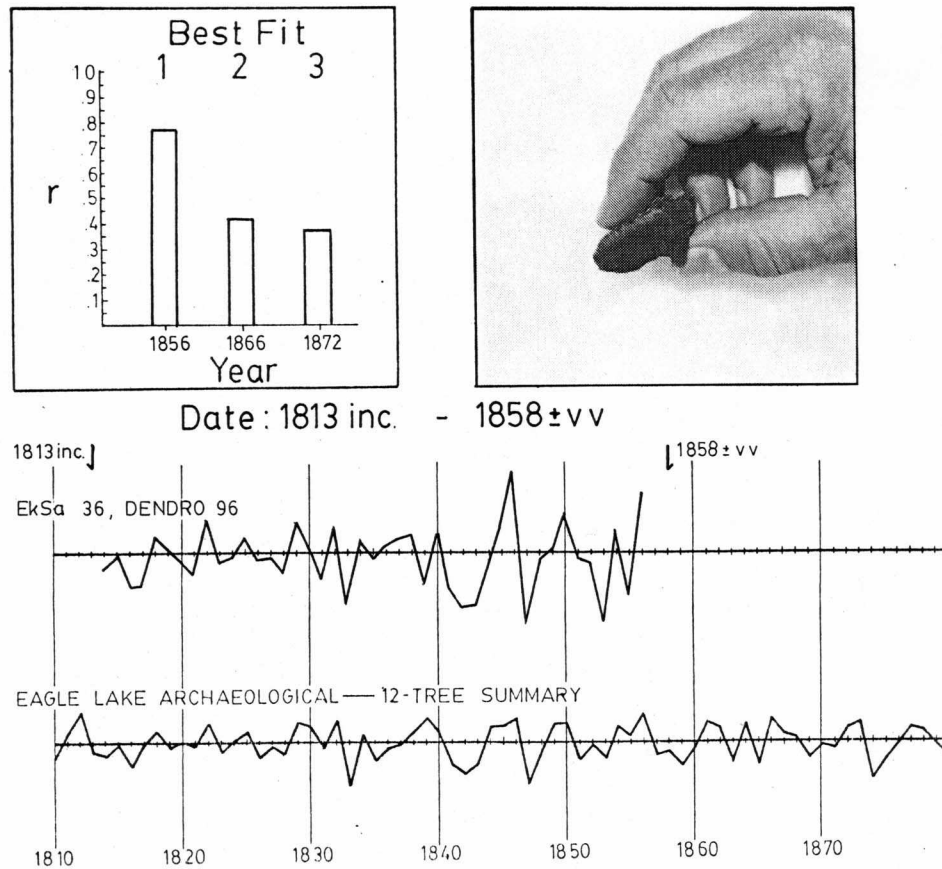 Best Fit
1 2 3
r
10
.9
.8
.7
.6
.5
.4
.3
.2
.1
1856 1866 1872
Year
Date: 1813 inc. - 1858±vv
1813 inc. 1858±vv
EkSa 36, DENDRO 96
EAGLE LAKE ARCHAEOLOGICAL — 12-TREE SUMMARY
1810 1820 1830 1840 1850 1860 1870